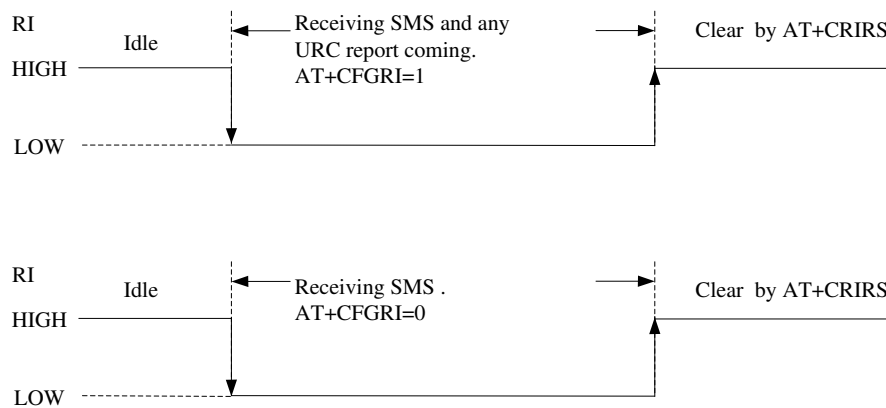 RI
Idle
Receiving SMS and any
URC report coming.
AT+CFGRI=1
Clear by AT+CRIRS
HIGH
LOW
RI
Idle
Receiving SMS .
AT+CFGRI=0
Clear by AT+CRIRS
HIGH
LOW